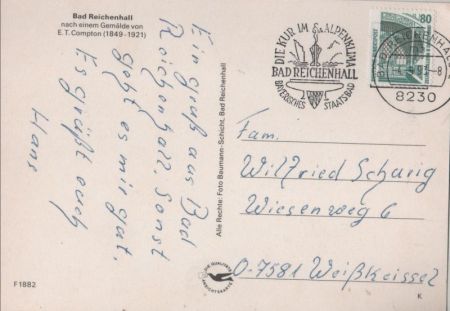 Bad Reichenhall
nach einem Gemälde von
E. T. Compton (1849-1921)
Ein gruß aus Bad
Reichenhall. Sonst
geht es mir gut.
Es grüßt euch
Hans
F1882
Alle Rechte: Foto Baumann-Schicht, Bad Reichenhall
DIE KUR IM ALPENKLIMA
BAD REICHENHALL
BAYERISCHES STAATSBAD
80
8230
Fam.
Wilfried Schurig
Wiesenweg 6
O-7581 Weißkeissel
K